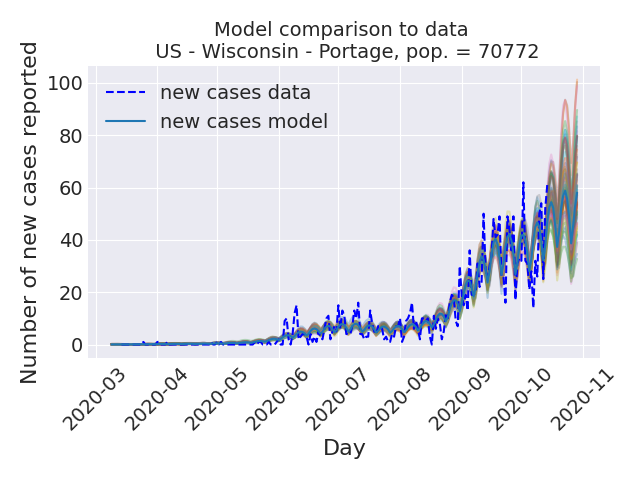 Model comparison to data
US - Wisconsin - Portage, pop. = 70772
Number of new cases reported
100
80
60
40
20
0
new cases data
new cases model
2020-03
2020-04
2020-05
2020-06
2020-07
2020-08
2020-09
2020-10
2020-11
Day